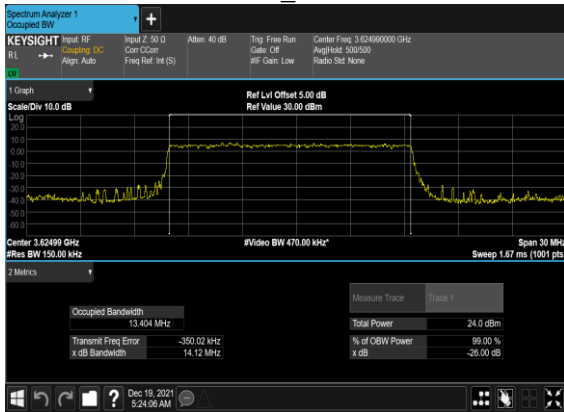 Spectrum Analyzer 1
Occupied BW
+
KEYSIGHT Input: RF Input Z: 50 Ω Atten: 40 dB Trig: Free Run Center Freq: 3.624990000 GHz
RL Coupling: DC Corr CCorr Gate: Off Avg|Hold: 500/500
Align: Auto Freq Ref: Int (S) #IF Gain: Low Radio Std: None
1 Graph
Ref Lvl Offset 5.00 dB
Scale/Div 10.0 dB Ref Value 30.00 dBm
Log
20.0
10.0
0.00
-10.0
-20.0
-30.0
-40.0
-50.0
-60.0
Center 3.62499 GHz #Video BW 470.00 kHz* Span 30 MHz
#Res BW 150.00 kHz Sweep 1.67 ms (1001 pts
2 Metrics
Measure Trace Trace 1
Occupied Bandwidth
13.404 MHz Total Power 24.0 dBm
Transmit Freq Error -350.02 kHz % of OBW Power 99.00 %
x dB Bandwidth 14.12 MHz x dB -26.00 dB
? Dec 19, 2021
5:24:06 AM